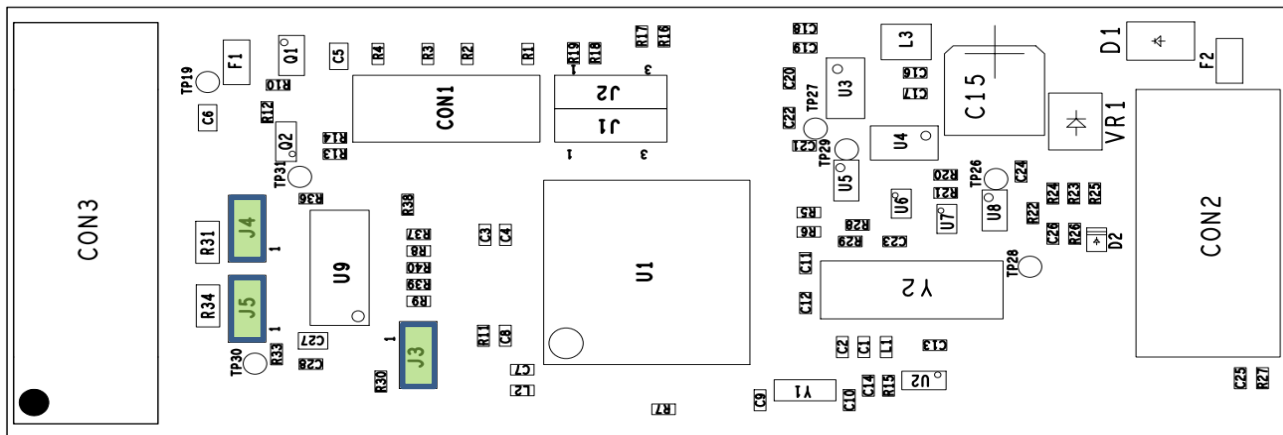 CON3
TP19
F1
Q1
C5
R4
R3
R2
R1
R19
R18
R17
R16
C18
C19
L3
D1
F2
R10
C6
R12
CON1
1
3
J2
J1
1
3
C20
TP27
U3
C16
C17
C15
VR1
C22
Q2
R14
R13
TP31
C21
TP29
U4
U5
R20
R21
TP26
C24
R24
R23
R25
CON2
R36
R38
R31
J4
1
U9
R37
R8
R40
R39
R9
C3
C4
U1
R5
R6
R28
R29
U6
C23
U7
U8
R22
C26
R26
D2
TP28
C11
C12
Y2
R34
J5
1
C27
C28
TP30
R33
1
J3
R30
R11
C8
C7
L2
R7
C2
C1
L1
C13
C9
Y1
C10
C14
R15
U2
C25
R27